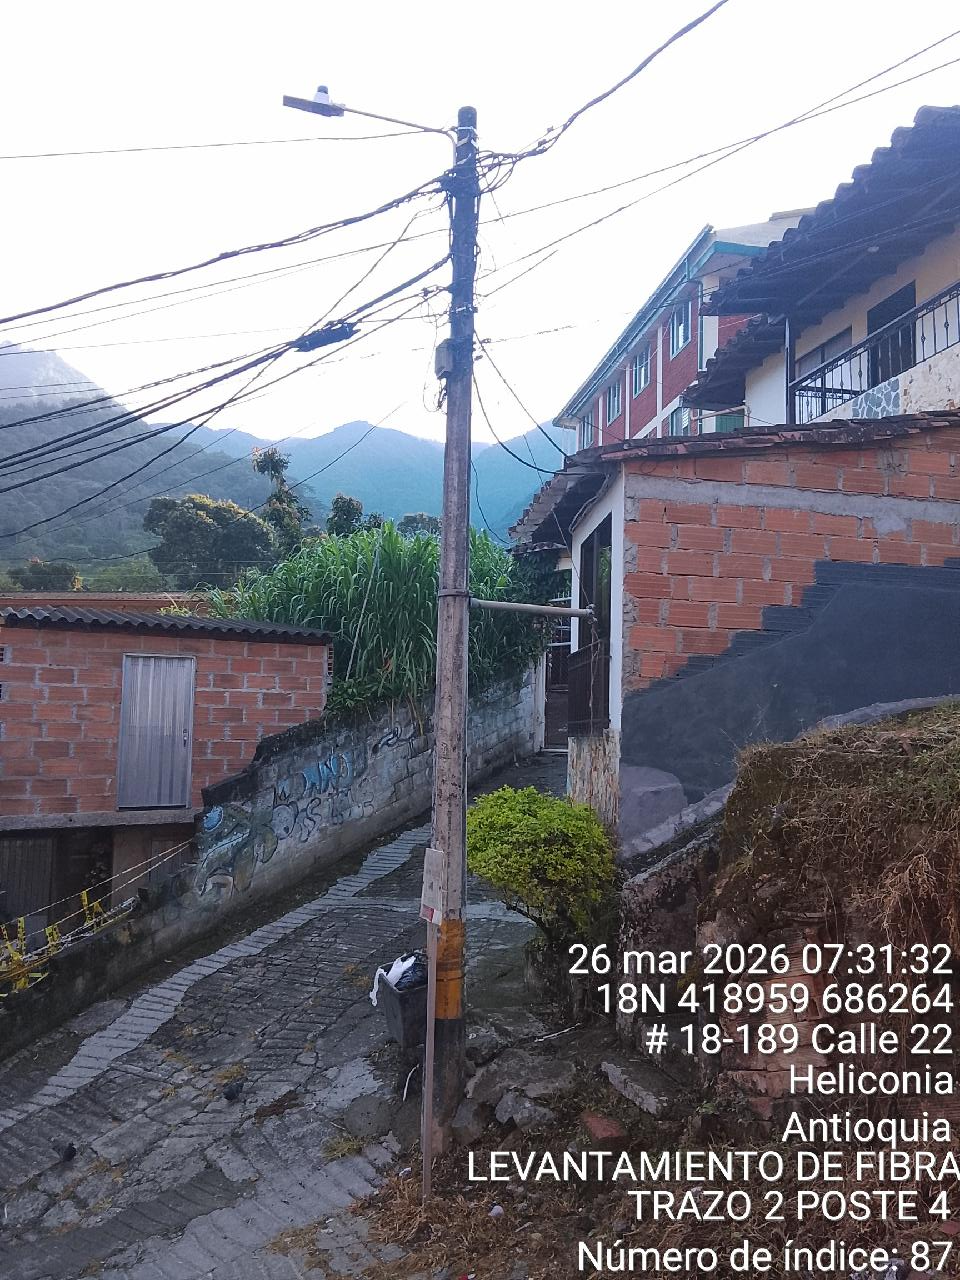 26 mar 2026 07:31:32
18N 418959 686264
# 18-189 Calle 22
Heliconia
Antioquia
LEVANTAMIENTO DE FIBRA
TRAZO 2 POSTE 4
Número de índice: 87